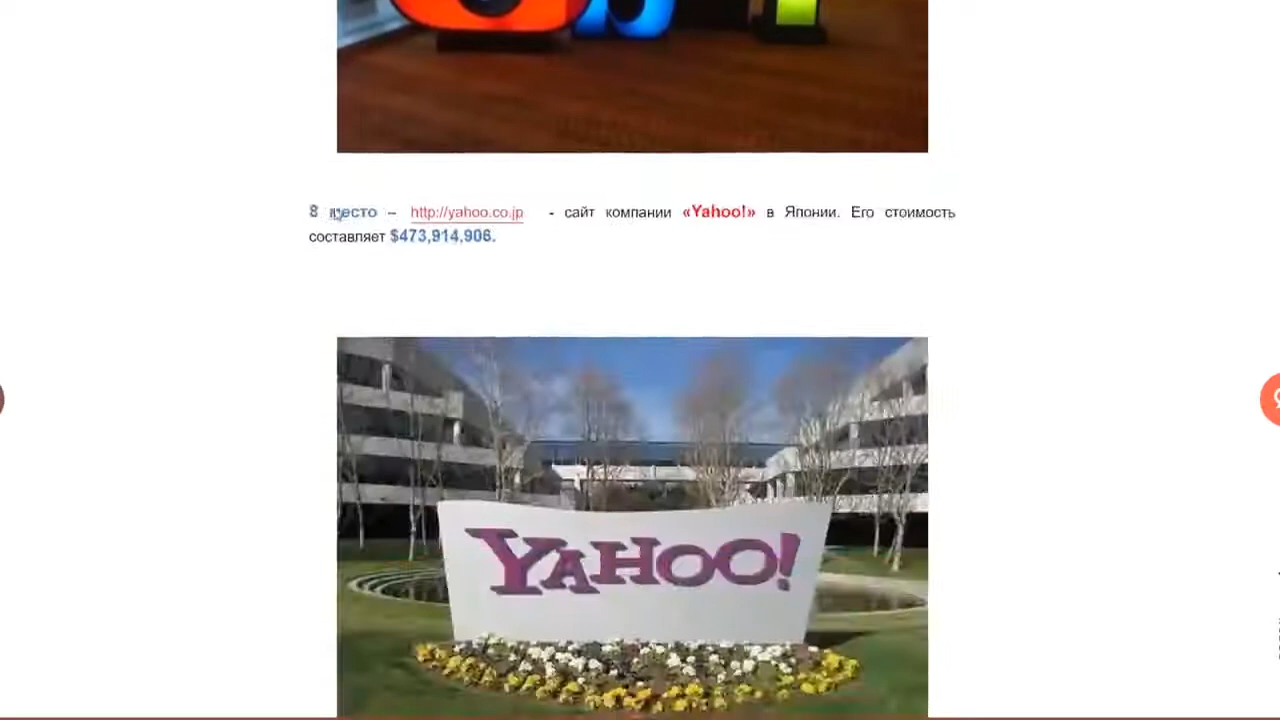 8 место – http://yahoo.co.jp - сайт компании «Yahoo!» в Японии. Его стоимость
составляет $473,914,906.
YAHOO!